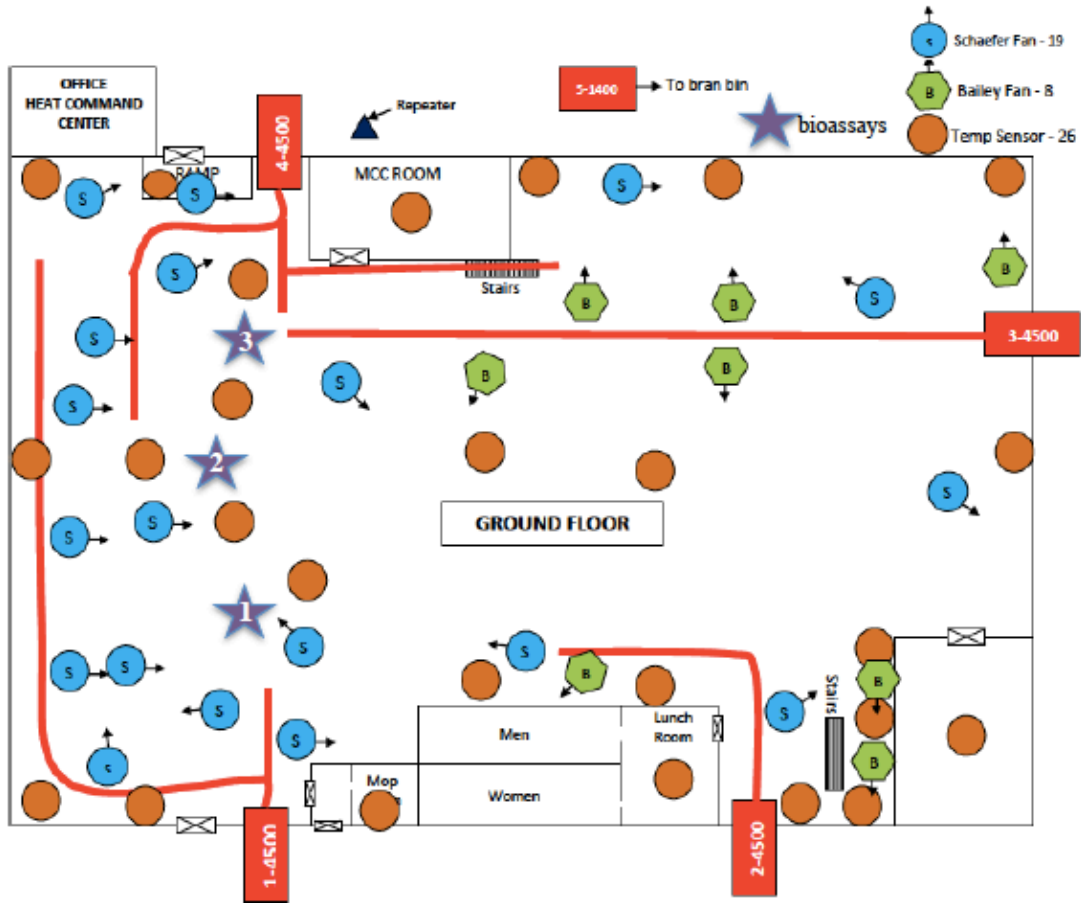 S
Schaefer Fan - 19
B
Bailey Fan - 8
Temp Sensor - 26
OFFICE
HEAT COMMAND
CENTER
4-4500
Repeater
5-1400
To bran bin
bioassays
RAMP
MCC ROOM
S
S
S
S
Stairs
B
B
B
S
3
S
3-4500
B
B
S
S
2
S
S
S
GROUND FLOOR
1
S
S
S
S
B
B
S
S
Stairs
S
Men
Lunch
Room
S
B
Mop
Women
1-4500
2-4500